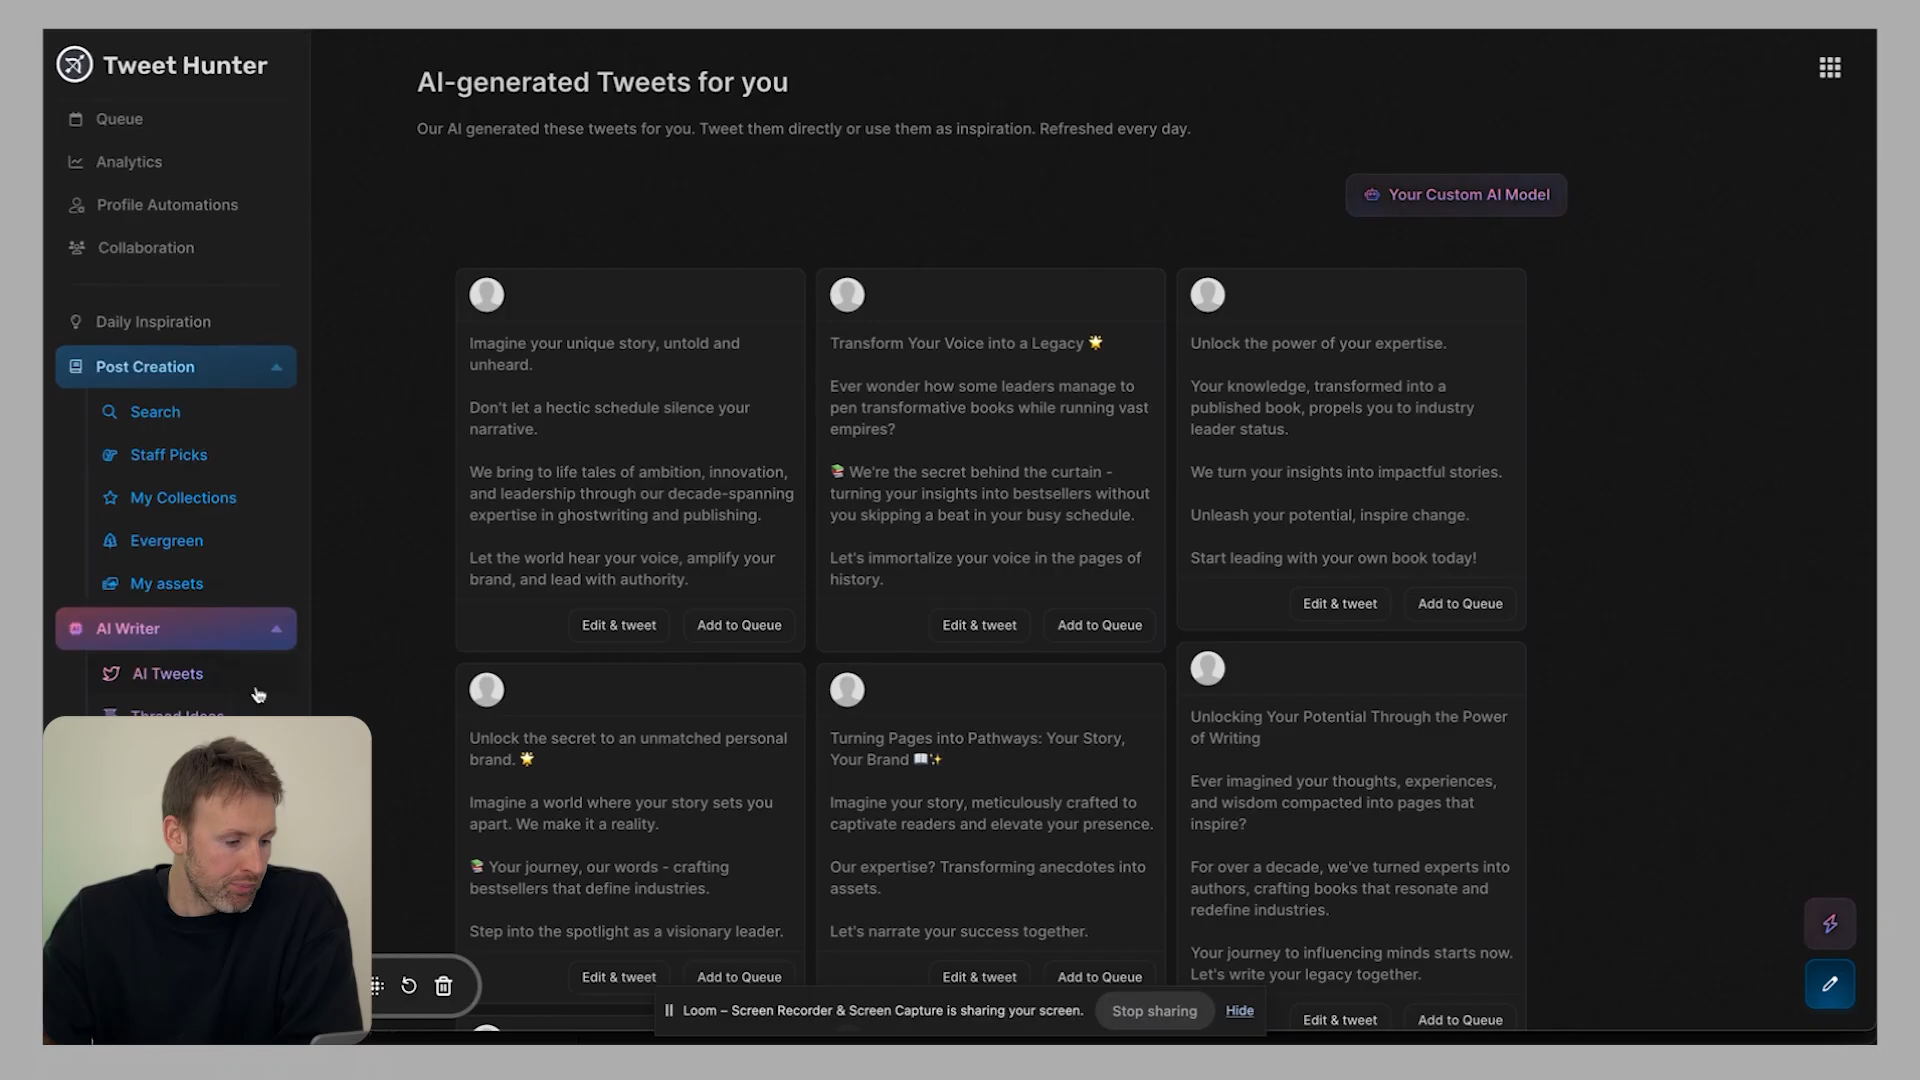 Tweet Hunter
Queue
Analytics
Profile Automations
Collaboration
Daily Inspiration
Post Creation
Search
Staff Picks
My Collections
Evergreen
My assets
AI Writer
AI Tweets
Thread Ideas
AI-generated Tweets for you
Our AI generated these tweets for you. Tweet them directly or use them as inspiration. Refreshed every day.
Your Custom AI Model
Imagine your unique story, untold and
unheard.
Don't let a hectic schedule silence your
narrative.
We bring to life tales of ambition, innovation,
and leadership through our decade-spanning
expertise in ghostwriting and publishing.
Let the world hear your voice, amplify your
brand, and lead with authority.
Edit & tweet
Add to Queue
Transform Your Voice into a Legacy 🌟
Ever wonder how some leaders manage to
pen transformative books while running vast
empires?
📚 We're the secret behind the curtain -
turning your insights into bestsellers without
you skipping a beat in your busy schedule.
Let's immortalize your voice in the pages of
history.
Edit & tweet
Add to Queue
Unlock the power of your expertise.
Your knowledge, transformed into a
published book, propels you to industry
leader status.
We turn your insights into impactful stories.
Unleash your potential, inspire change.
Start leading with your own book today!
Edit & tweet
Add to Queue
Unlock the secret to an unmatched personal
brand. 🌟
Imagine a world where your story sets you
apart. We make it a reality.
📚 Your journey, our words - crafting
bestsellers that define industries.
Step into the spotlight as a visionary leader.
Edit & tweet
Add to Queue
Turning Pages into Pathways: Your Story,
Your Brand 📖✨
Imagine your story, meticulously crafted to
captivate readers and elevate your presence.
Our expertise? Transforming anecdotes into
assets.
Let's narrate your success together.
Edit & tweet
Add to Queue
Unlocking Your Potential Through the Power
of Writing
Ever imagined your thoughts, experiences,
and wisdom compacted into pages that
inspire?
For over a decade, we've turned experts into
authors, crafting books that resonate and
redefine industries.
Your journey to influencing minds starts now.
Let's write your legacy together.
Edit & tweet
Add to Queue
Loom – Screen Recorder & Screen Capture is sharing your screen.
Stop sharing
Hide